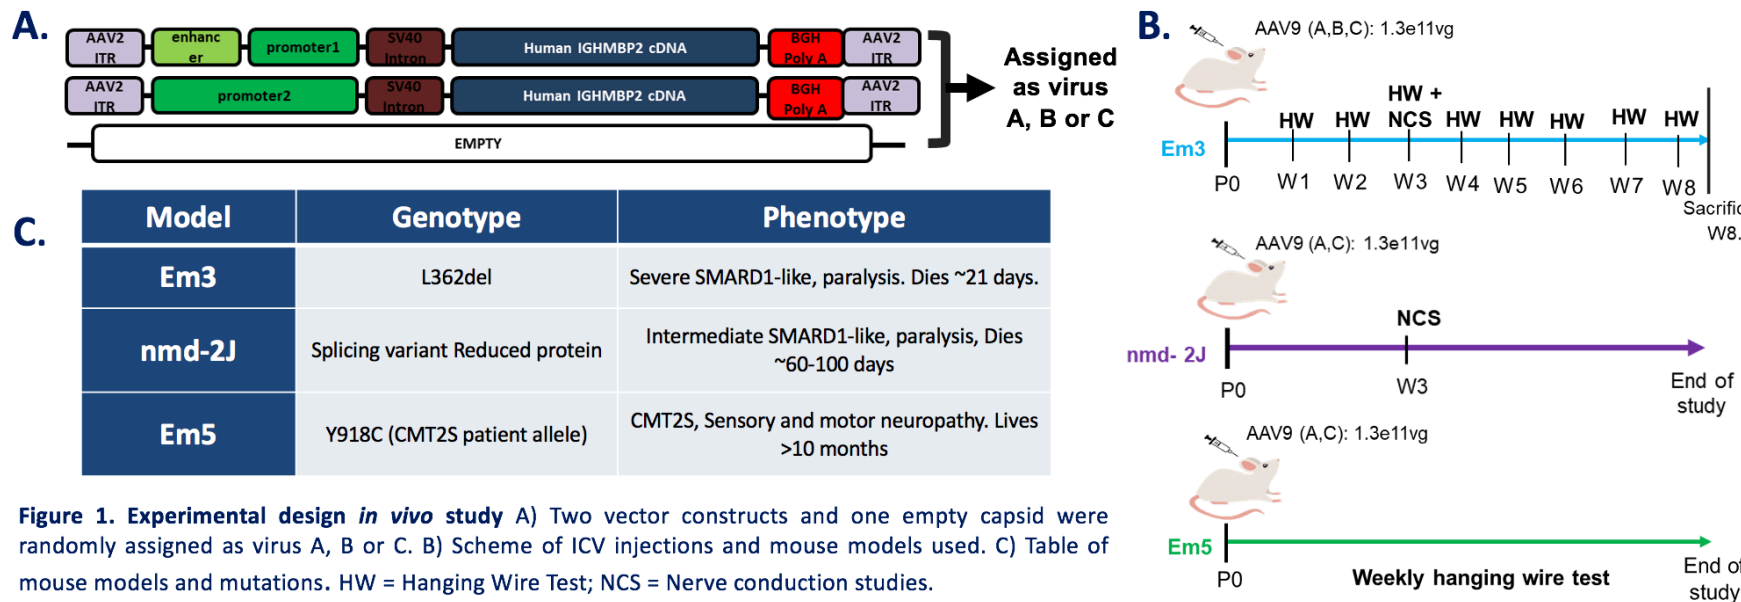 A.
AAV2
ITR
enhanc
er
promoter1
SV40
Intron
Human IGHMBP2 cDNA
BGH
Poly A
AAV2
ITR
AAV2
ITR
promoter2
SV40
Intron
Human IGHMBP2 cDNA
BGH
Poly A
AAV2
ITR
EMPTY
Assigned
as virus
A, B or C
B.
AAV9 (A,B,C): 1.3e11vg
HW HW HW + NCS HW HW HW HW HW
Em3
P0 W1 W2 W3 W4 W5 W6 W7 W8
Sacrific
W8.
AAV9 (A,C): 1.3e11vg
NCS
nmd- 2J
P0
W3
End of
study
AAV9 (A,C): 1.3e11vg
Em5
P0
Weekly hanging wire test
End of
study
C.
Model Genotype Phenotype
Em3 L362del Severe SMARD1-like, paralysis. Dies ~21 days.
nmd-2J Splicing variant Reduced protein Intermediate SMARD1-like, paralysis, Dies
~60-100 days
Em5 Y918C (CMT2S patient allele) CMT2S, Sensory and motor neuropathy. Lives
>10 months
Figure 1. Experimental design in vivo study A) Two vector constructs and one empty capsid were
randomly assigned as virus A, B or C. B) Scheme of ICV injections and mouse models used. C) Table of
mouse models and mutations. HW = Hanging Wire Test; NCS = Nerve conduction studies.